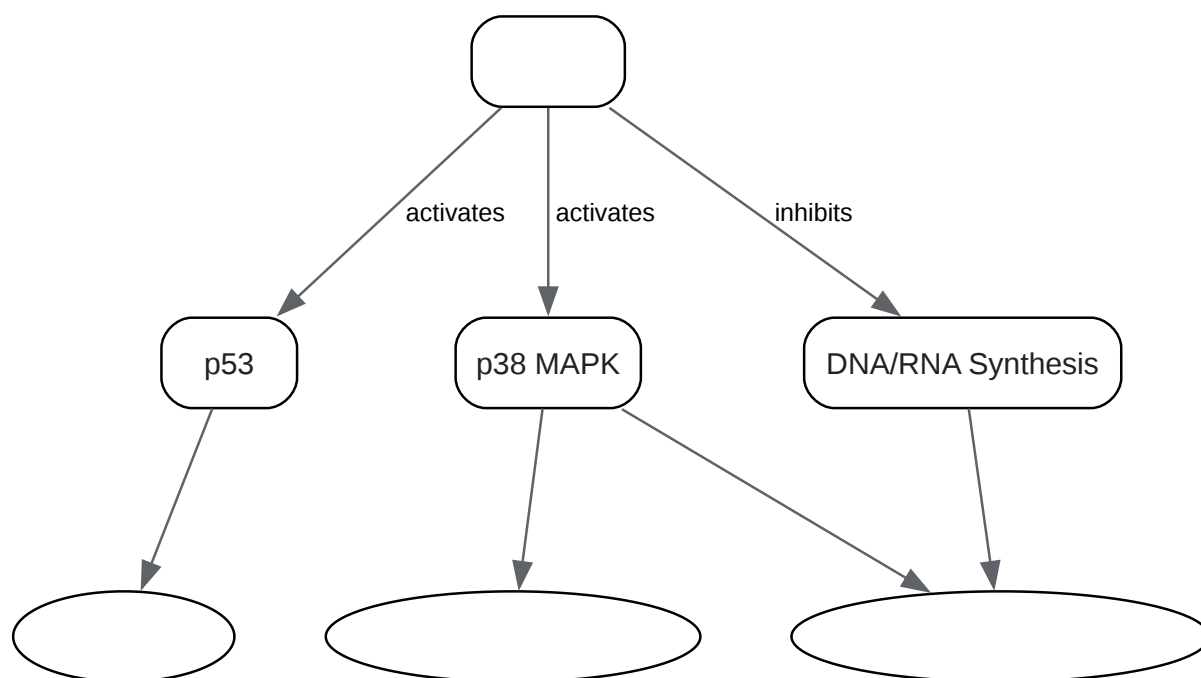 activates
activates
inhibits
p53
p38 MAPK
DNA/RNA Synthesis